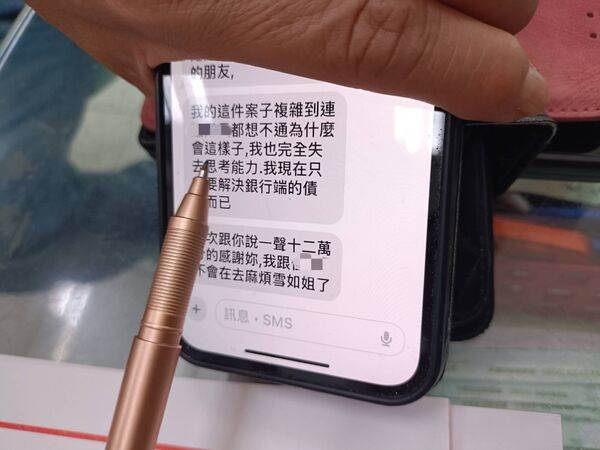 的朋友,
我的這件案子複雜到連
都想不通為什麼
會這樣子,我也完全失
去思考能力.我現在只
要解決銀行端的債
而已
次跟你說一聲十二萬
的感謝妳,我跟
不會在去麻煩雪如姐了
訊息・SMS